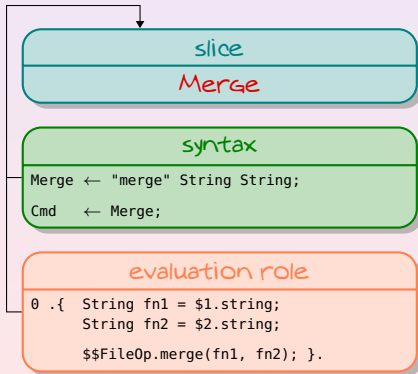 slice
Merge
syntax
Merge ← "merge" String String;
Cmd ← Merge;
evaluation role
0 .{ String fn1 = $1.string;
String fn2 = $2.string;
$$FileOp.merge(fn1, fn2); }.